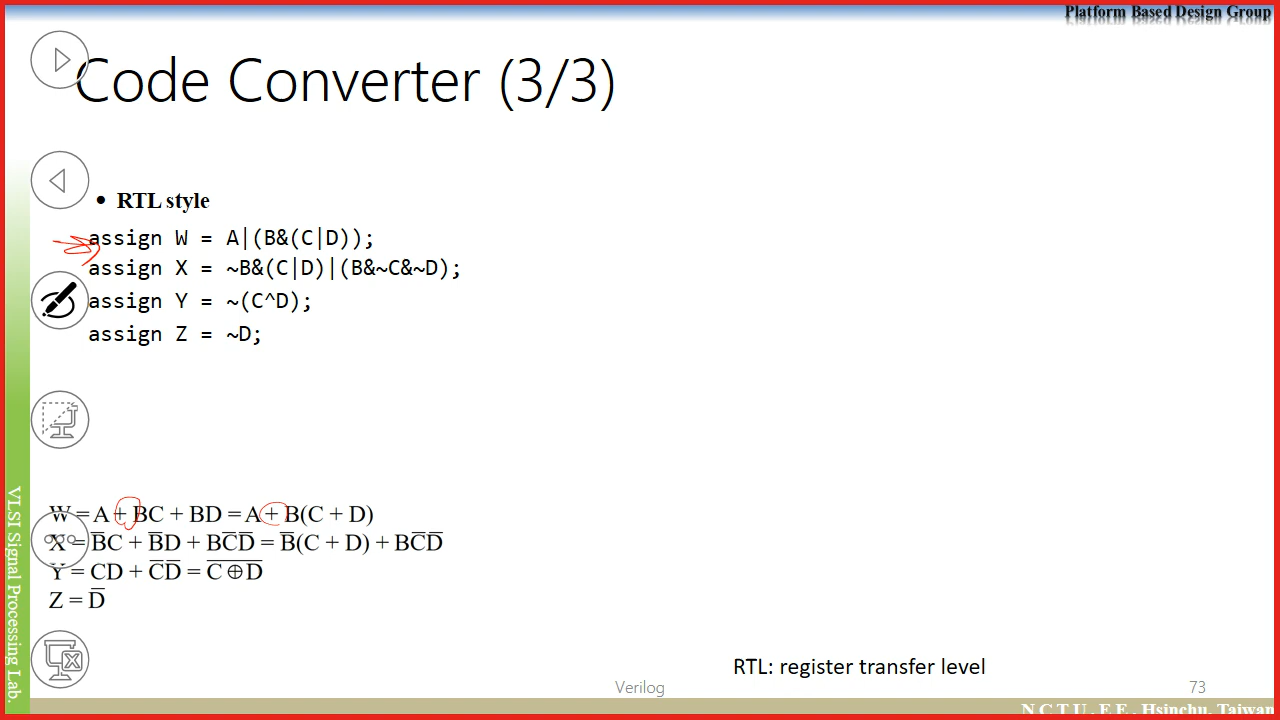 Platform Based Design Group
Code Converter (3/3)
• RTL style
assign W = A|(B&(C|D));
assign X = ~B&(C|D)|(B&~C&~D);
assign Y = ~(C^D);
assign Z = ~D;
W = A + BC + BD = A + B(C + D)
X = B̅C + B̅D + BC̅D̅ = B̅(C + D) + BC̅D̅
Y = CD + C̅D̅ = C̅ ̅⊕̅ ̅D̅
Z = D̅
RTL: register transfer level
Verilog
73
VLSI Signal Processing Lab.
N C T U. E E , Hsinchu, Taiwan